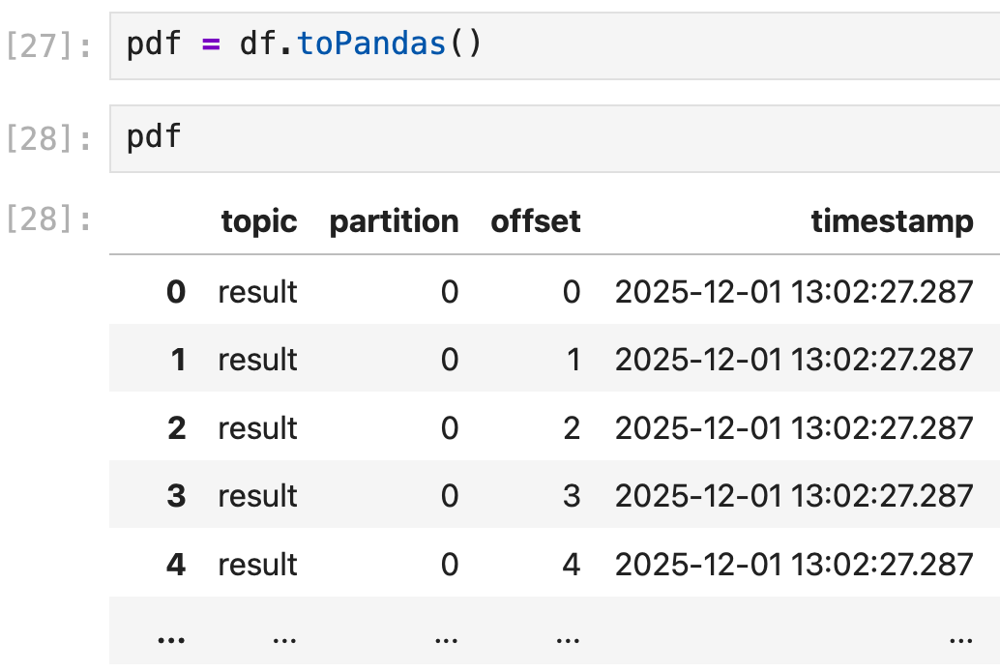 [27]: pdf = df.toPandas()
[28]: pdf
[28]: topic partition offset timestamp
0 result 0 0 2025-12-01 13:02:27.287
1 result 0 1 2025-12-01 13:02:27.287
2 result 0 2 2025-12-01 13:02:27.287
3 result 0 3 2025-12-01 13:02:27.287
4 result 0 4 2025-12-01 13:02:27.287
... ... ... ... ...